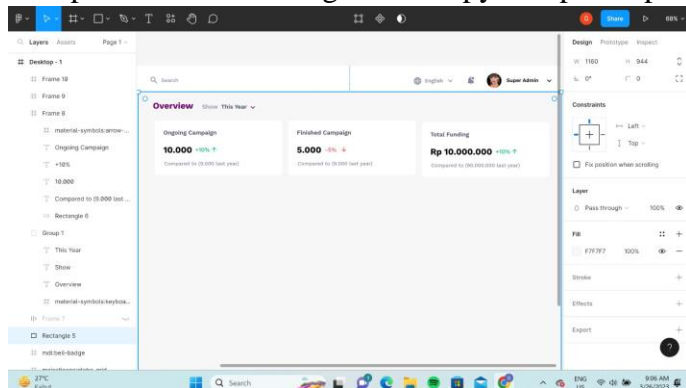 Layers Assets Page 1
Design Prototype Inspect
Share 68%
Desktop - 1
W 1160 H 944
Frame 18
0° 0
Frame 9
Search English Super Admin
Frame 8
Overview Show This Year
Constraints
material-symbols:arrow-...
Ongoing Campaign Finished Campaign Total Funding
Left
Ongoing Campaign
10.000 +10% 5.000 -5% Rp 10.000.000 +10%
Top
+10%
Compared to (9.000 last year) Compared to (9.000 last year) Compared to (90.000.000 last year)
Fix position when scrolling
10.000
Compared to (9.000 last ...
Layer
Rectangle 6
Pass through 100%
Group 1
Fill
This Year
F7F7F7 100%
Show
Overview
Stroke
material-symbols:keyboa...
Effects
Frame 7
Rectangle 5
Export
mdi:bell-badge
27°C
Search
ENG
US
9:06 AM
3/26/2023